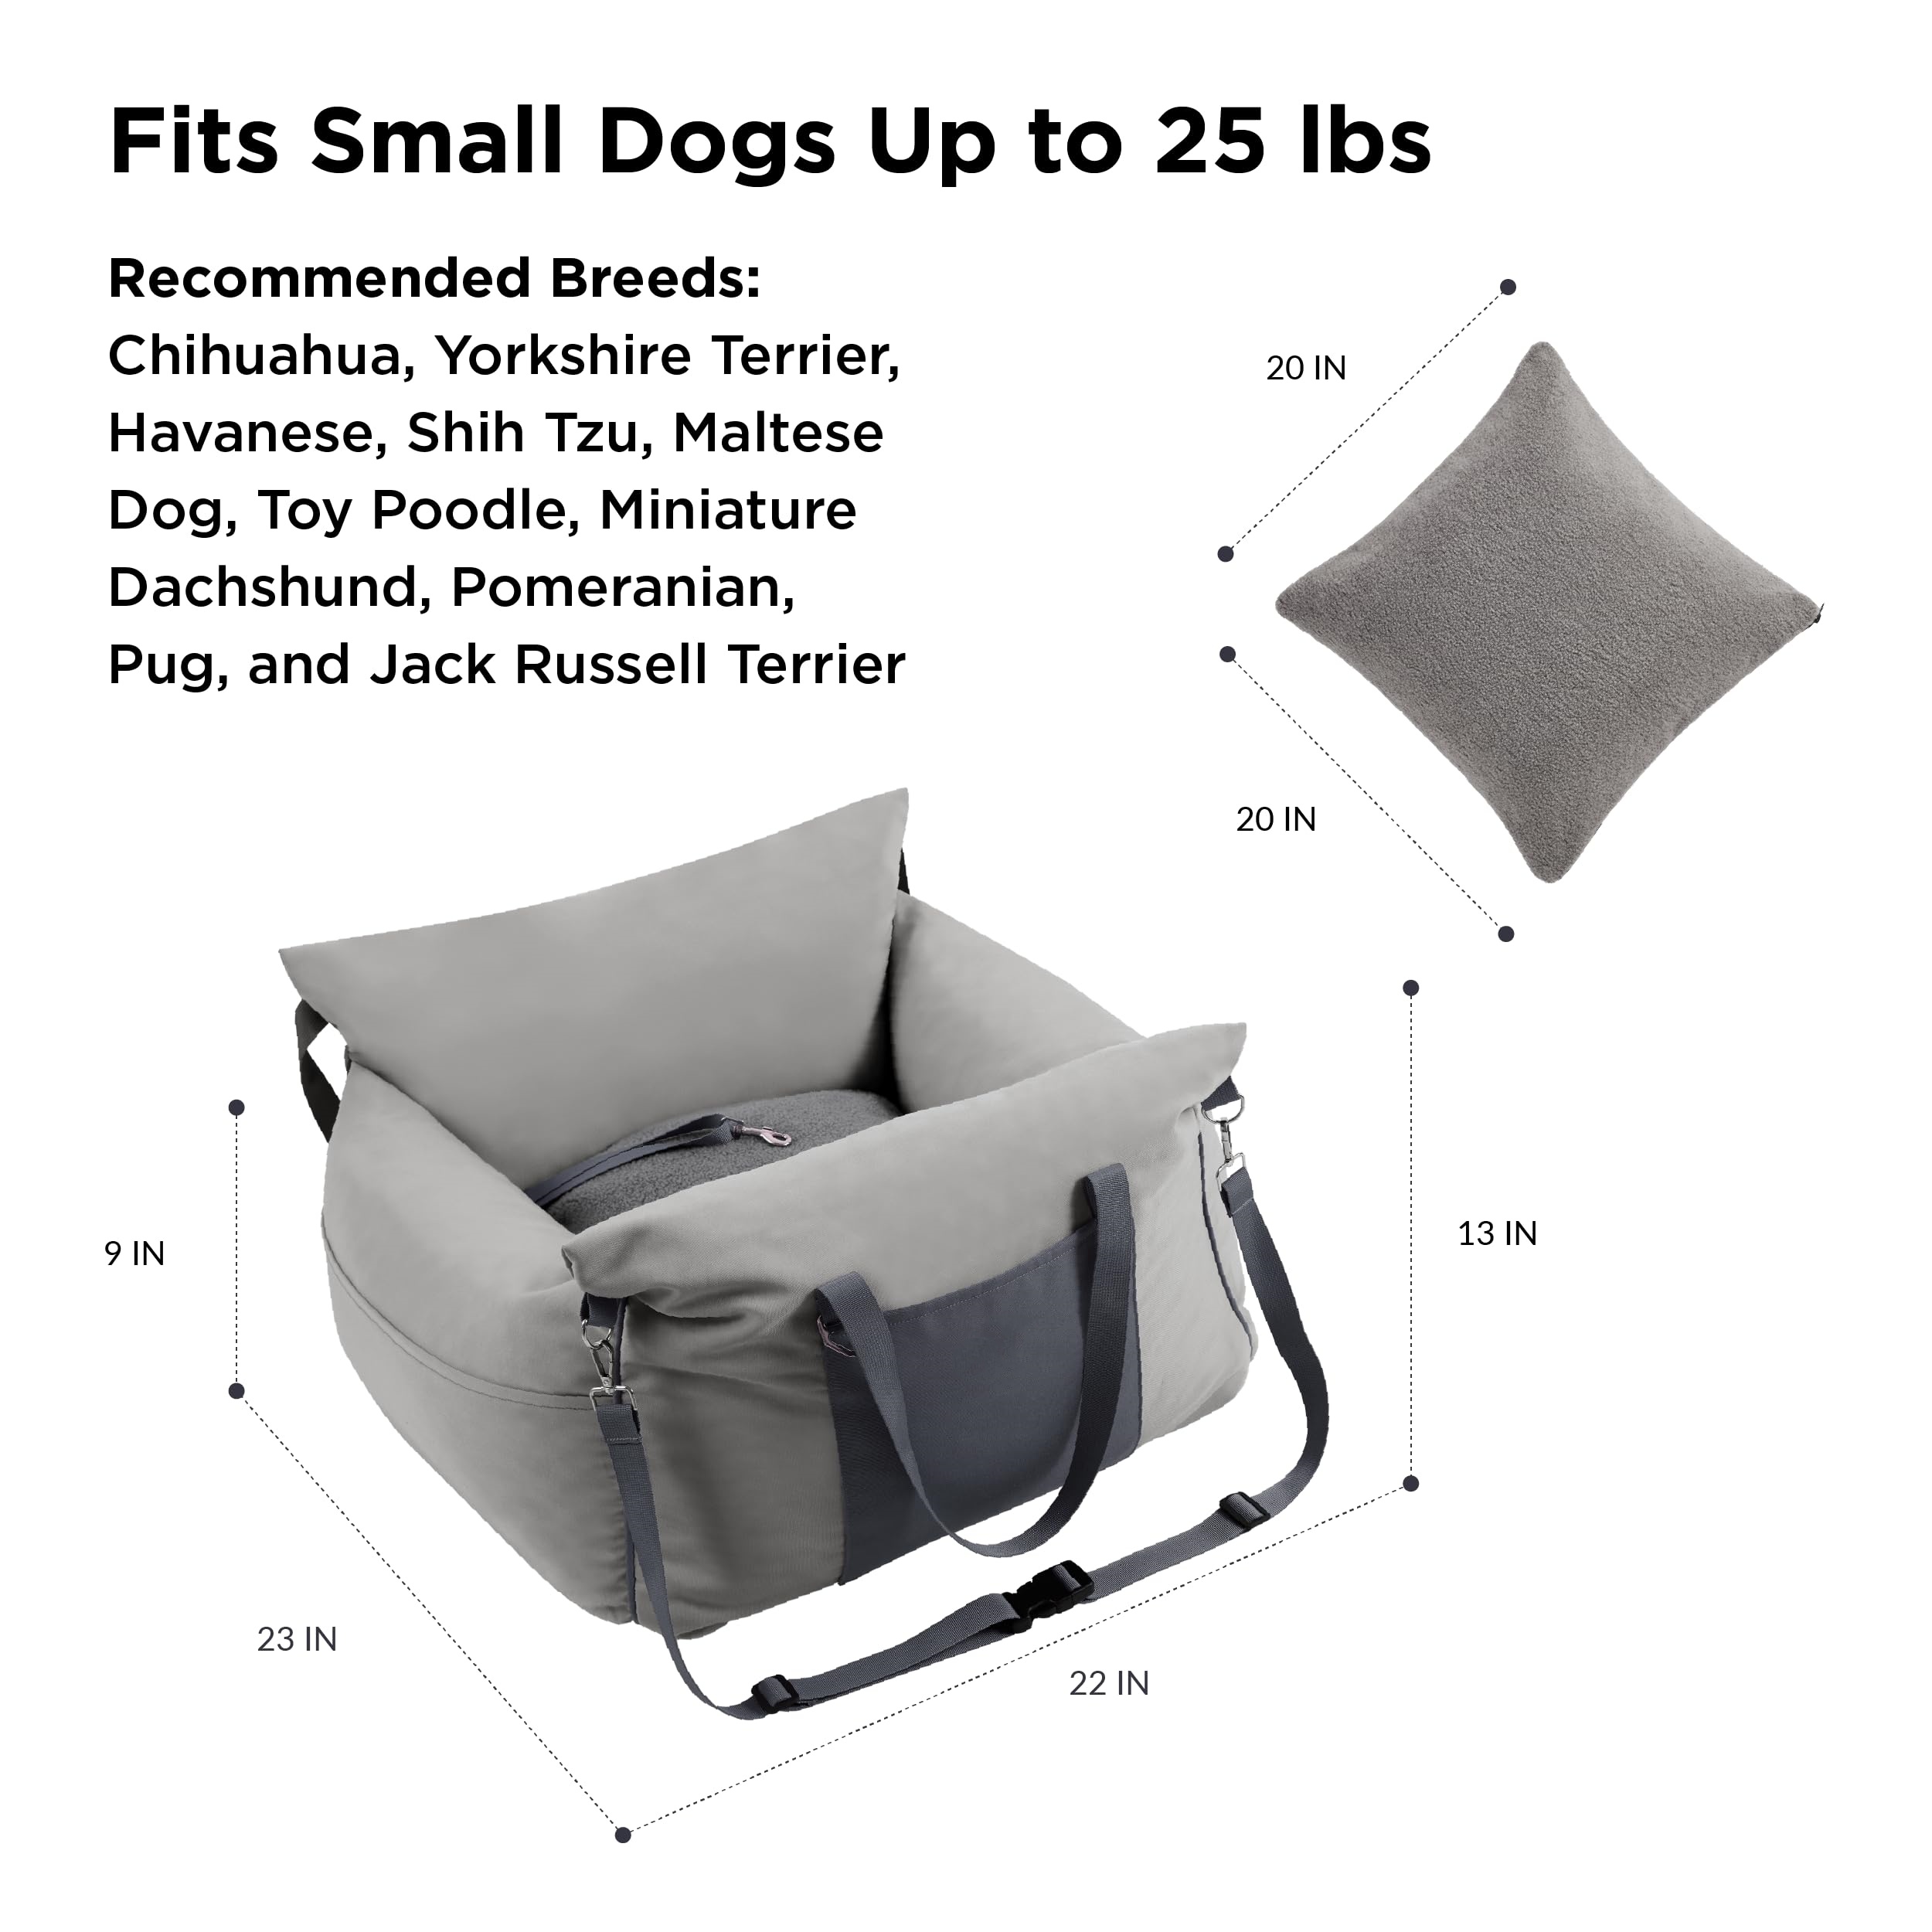 Fits Small Dogs Up to 25 lbs
Recommended Breeds:
Chihuahua, Yorkshire Terrier,
Havanese, Shih Tzu, Maltese
Dog, Toy Poodle, Miniature
Dachshund, Pomeranian,
Pug, and Jack Russell Terrier
20 IN
20 IN
9 IN
13 IN
23 IN
22 IN